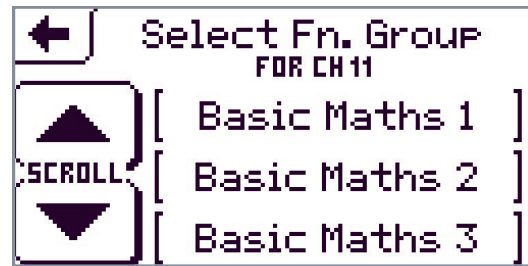 Select Fn. Group
FOR CH 11
[ Basic Maths 1 ]
SCROLL
[ Basic Maths 2 ]
[ Basic Maths 3 ]